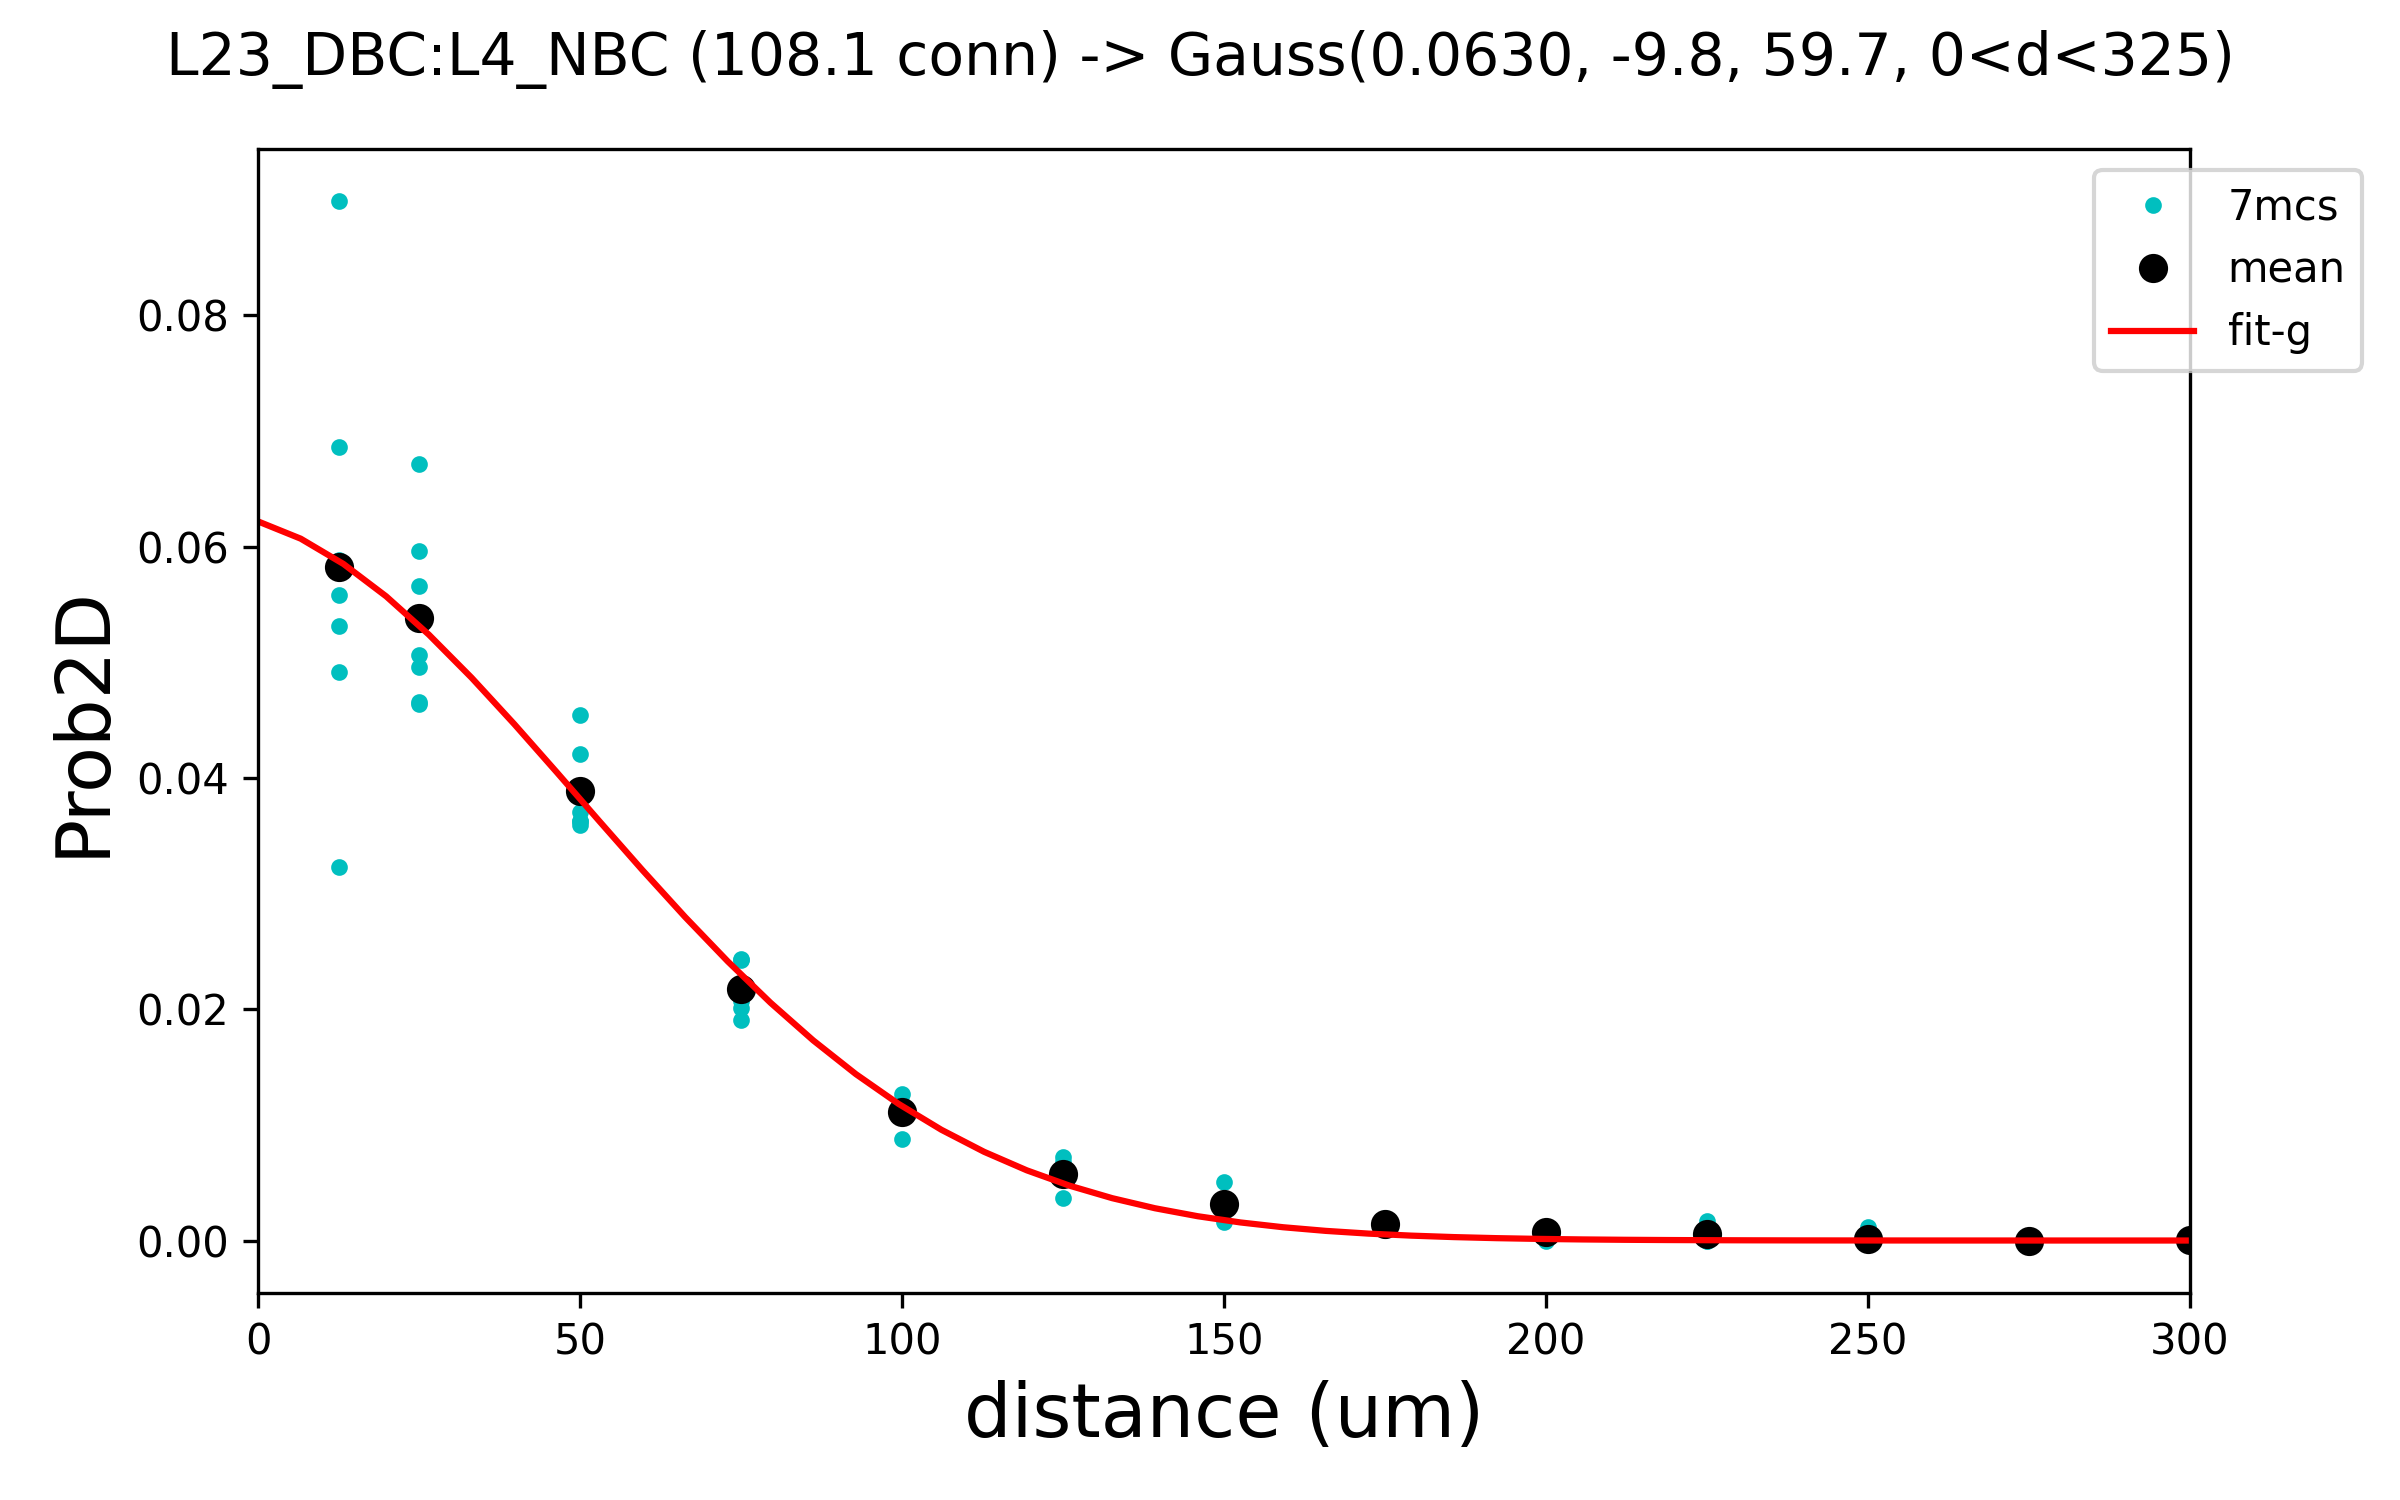 L23_DBC:L4_NBC (108.1 conn) -> Gauss(0.0630, -9.8, 59.7, 0<d<325)
7mcs
mean
fit-g
0.08
0.06
0.04
0.02
0.00
Prob2D
0 50 100 150 200 250 300
distance (um)